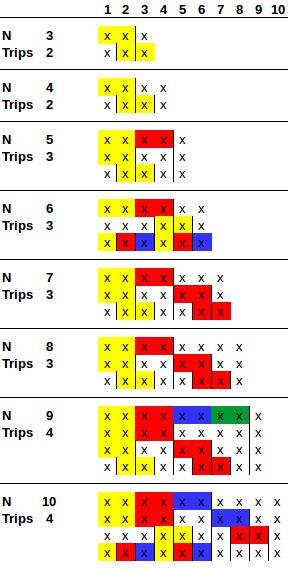 1 2 3 4 5 6 7 8 9 10
N 3 x x x
Trips 2 x x x
N 4 x x x x
Trips 2 x x x x
N 5 x x x x x
Trips 3 x x x x x
x x x x x
N 6 x x x x x x
Trips 3 x x x x x x
x x x x x x
N 7 x x x x x x x
Trips 3 x x x x x x x
x x x x x x x
N 8 x x x x x x x x
Trips 3 x x x x x x x x
x x x x x x x x
N 9 x x x x x x x x x
Trips 4 x x x x x x x x x
x x x x x x x x x
x x x x x x x x x
N 10 x x x x x x x x x x
Trips 4 x x x x x x x x x x
x x x x x x x x x x
x x x x x x x x x x